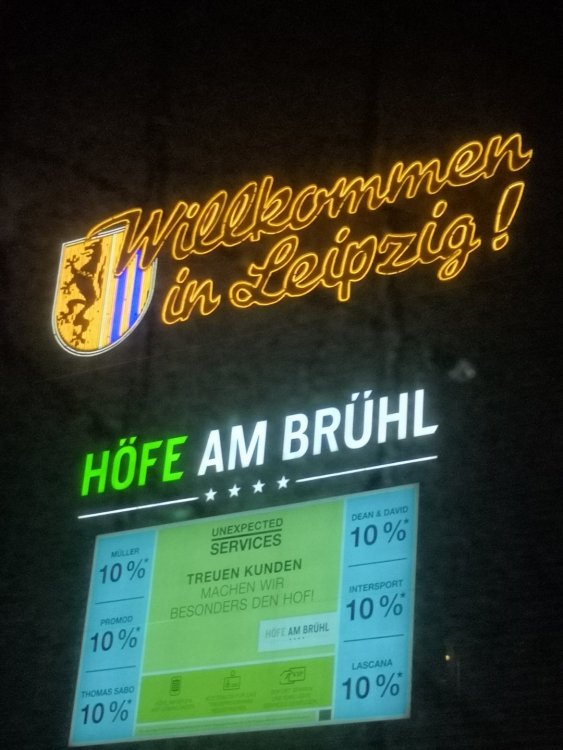 Willkommen
in Leipzig!
HÖFE AM BRÜHL
UNEXPECTED
SERVICES
TREUEN KUNDEN
MACHEN WIR
BESONDERS DEN HOF!
HÖFE AM BRÜHL
MÜLLER
10 %*
PROMOD
10 %*
THOMAS SABO
10 %*
DEAN & DAVID
10 %*
INTERSPORT
10 %*
LASCANA
10 %*